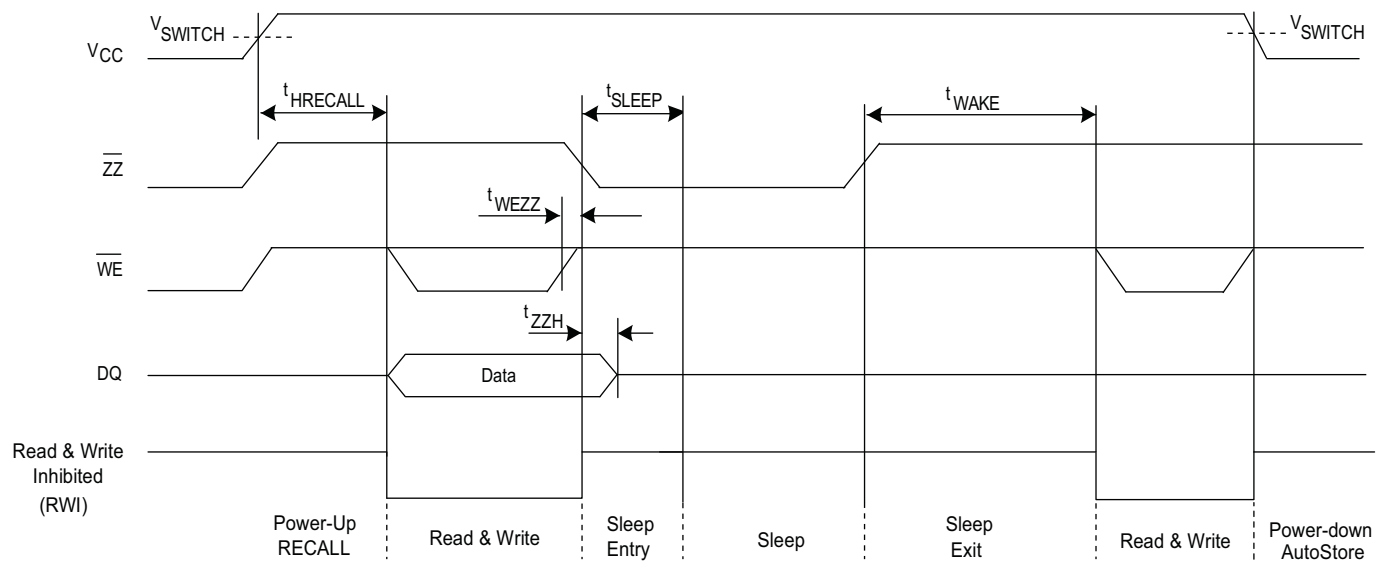 VSWITCH
VCC
VSWITCH
tHRECALL
tSLEEP
tWAKE
ZZ
tWEZZ
WE
tZZH
DQ
Data
Read & Write
Inhibited
(RWI)
Power-Up
RECALL
Read & Write
Sleep
Entry
Sleep
Sleep
Exit
Read & Write
Power-down
AutoStore